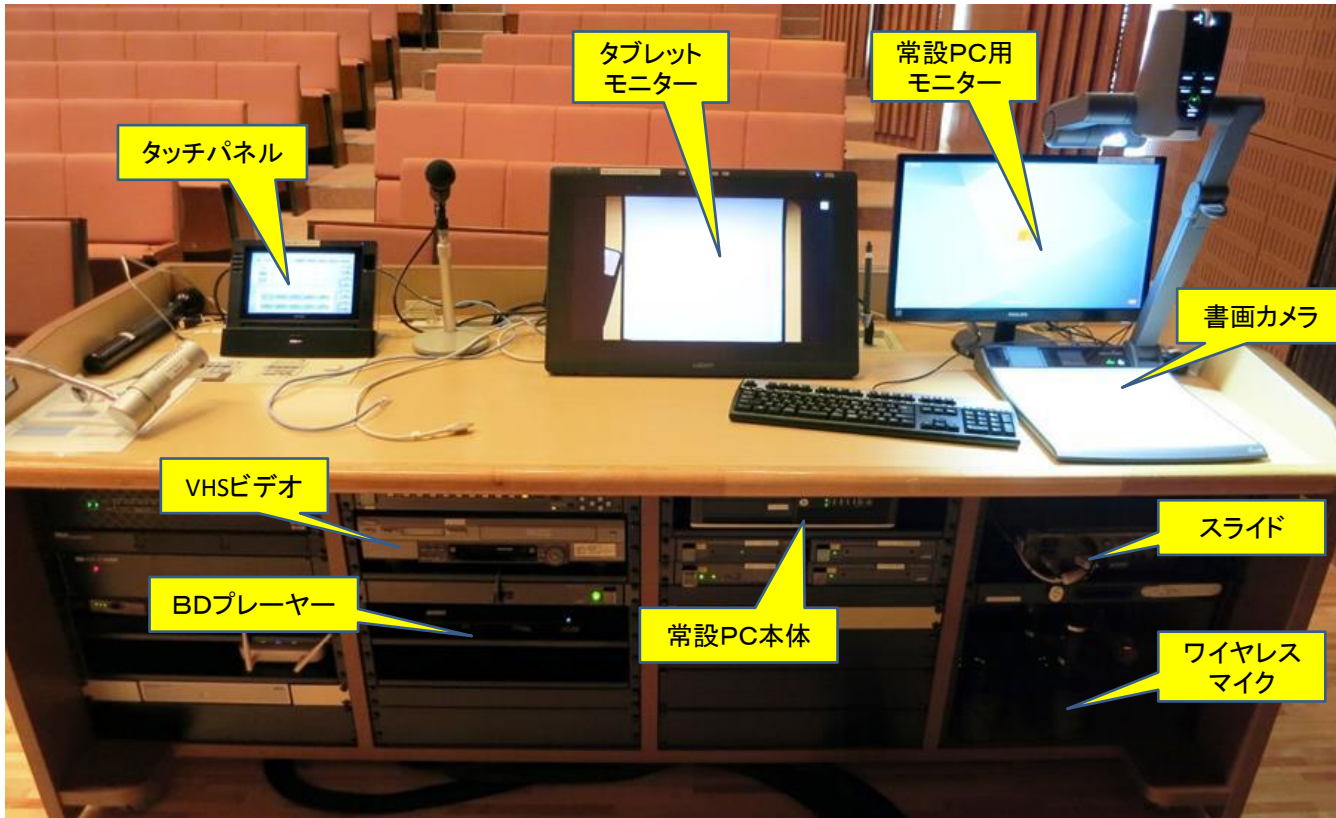 タブレット
モニター
常設PC用
モニター
タッチパネル
書画カメラ
VHSビデオ
スライド
BDプレーヤー
常設PC本体
ワイヤレス
マイク
PHILIPS